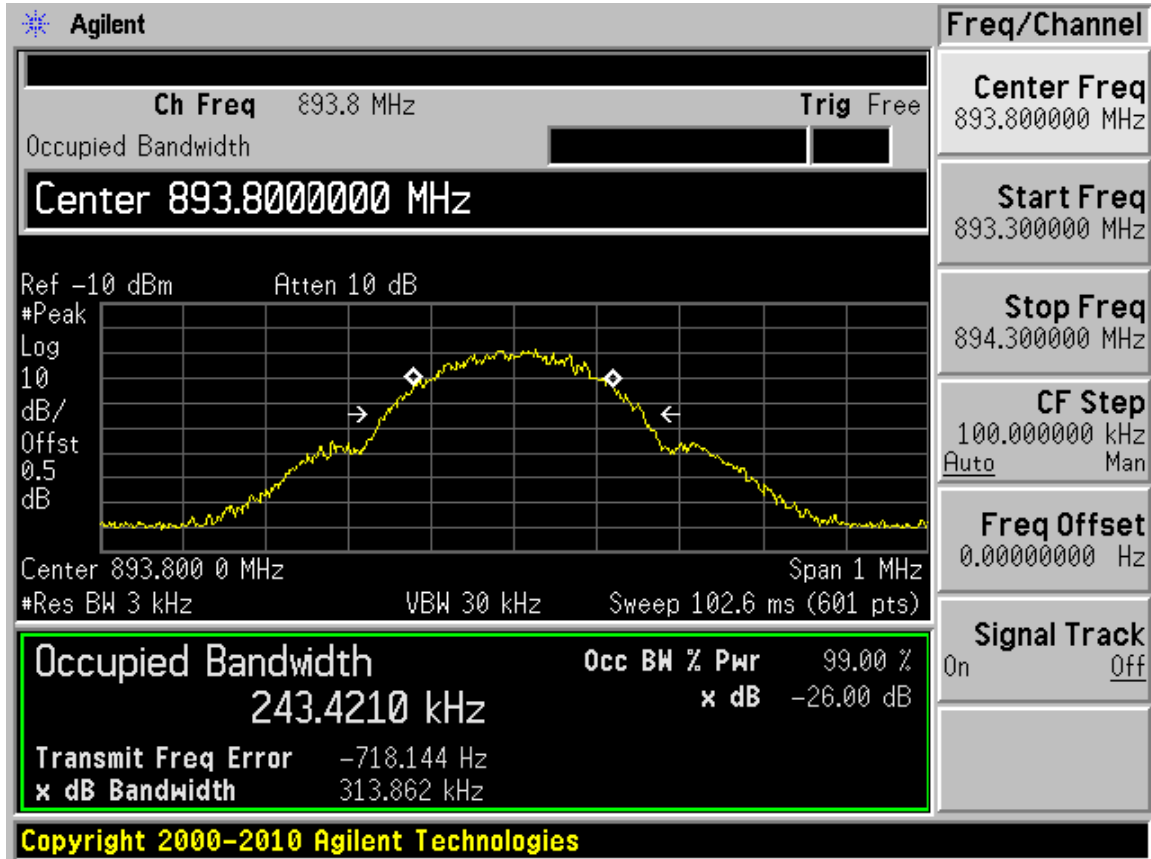 Agilent
Freq/Channel
Ch Freq 893.8 MHz Trig Free
Occupied Bandwidth
Center 893.8000000 MHz
Ref -10 dBm Atten 10 dB
#Peak
Log
10
dB/
Offst
0.5
dB
Center 893.800 0 MHz Span 1 MHz
#Res BW 3 kHz VBW 30 kHz Sweep 102.6 ms (601 pts)
Occupied Bandwidth
243.4210 kHz
Occ BW % Pwr 99.00 %
x dB -26.00 dB
Transmit Freq Error -718.144 Hz
x dB Bandwidth 313.862 kHz
Center Freq
893.800000 MHz
Start Freq
893.300000 MHz
Stop Freq
894.300000 MHz
CF Step
100.000000 kHz
Auto Man
Freq Offset
0.00000000 Hz
Signal Track
On Off
Copyright 2000-2010 Agilent Technologies